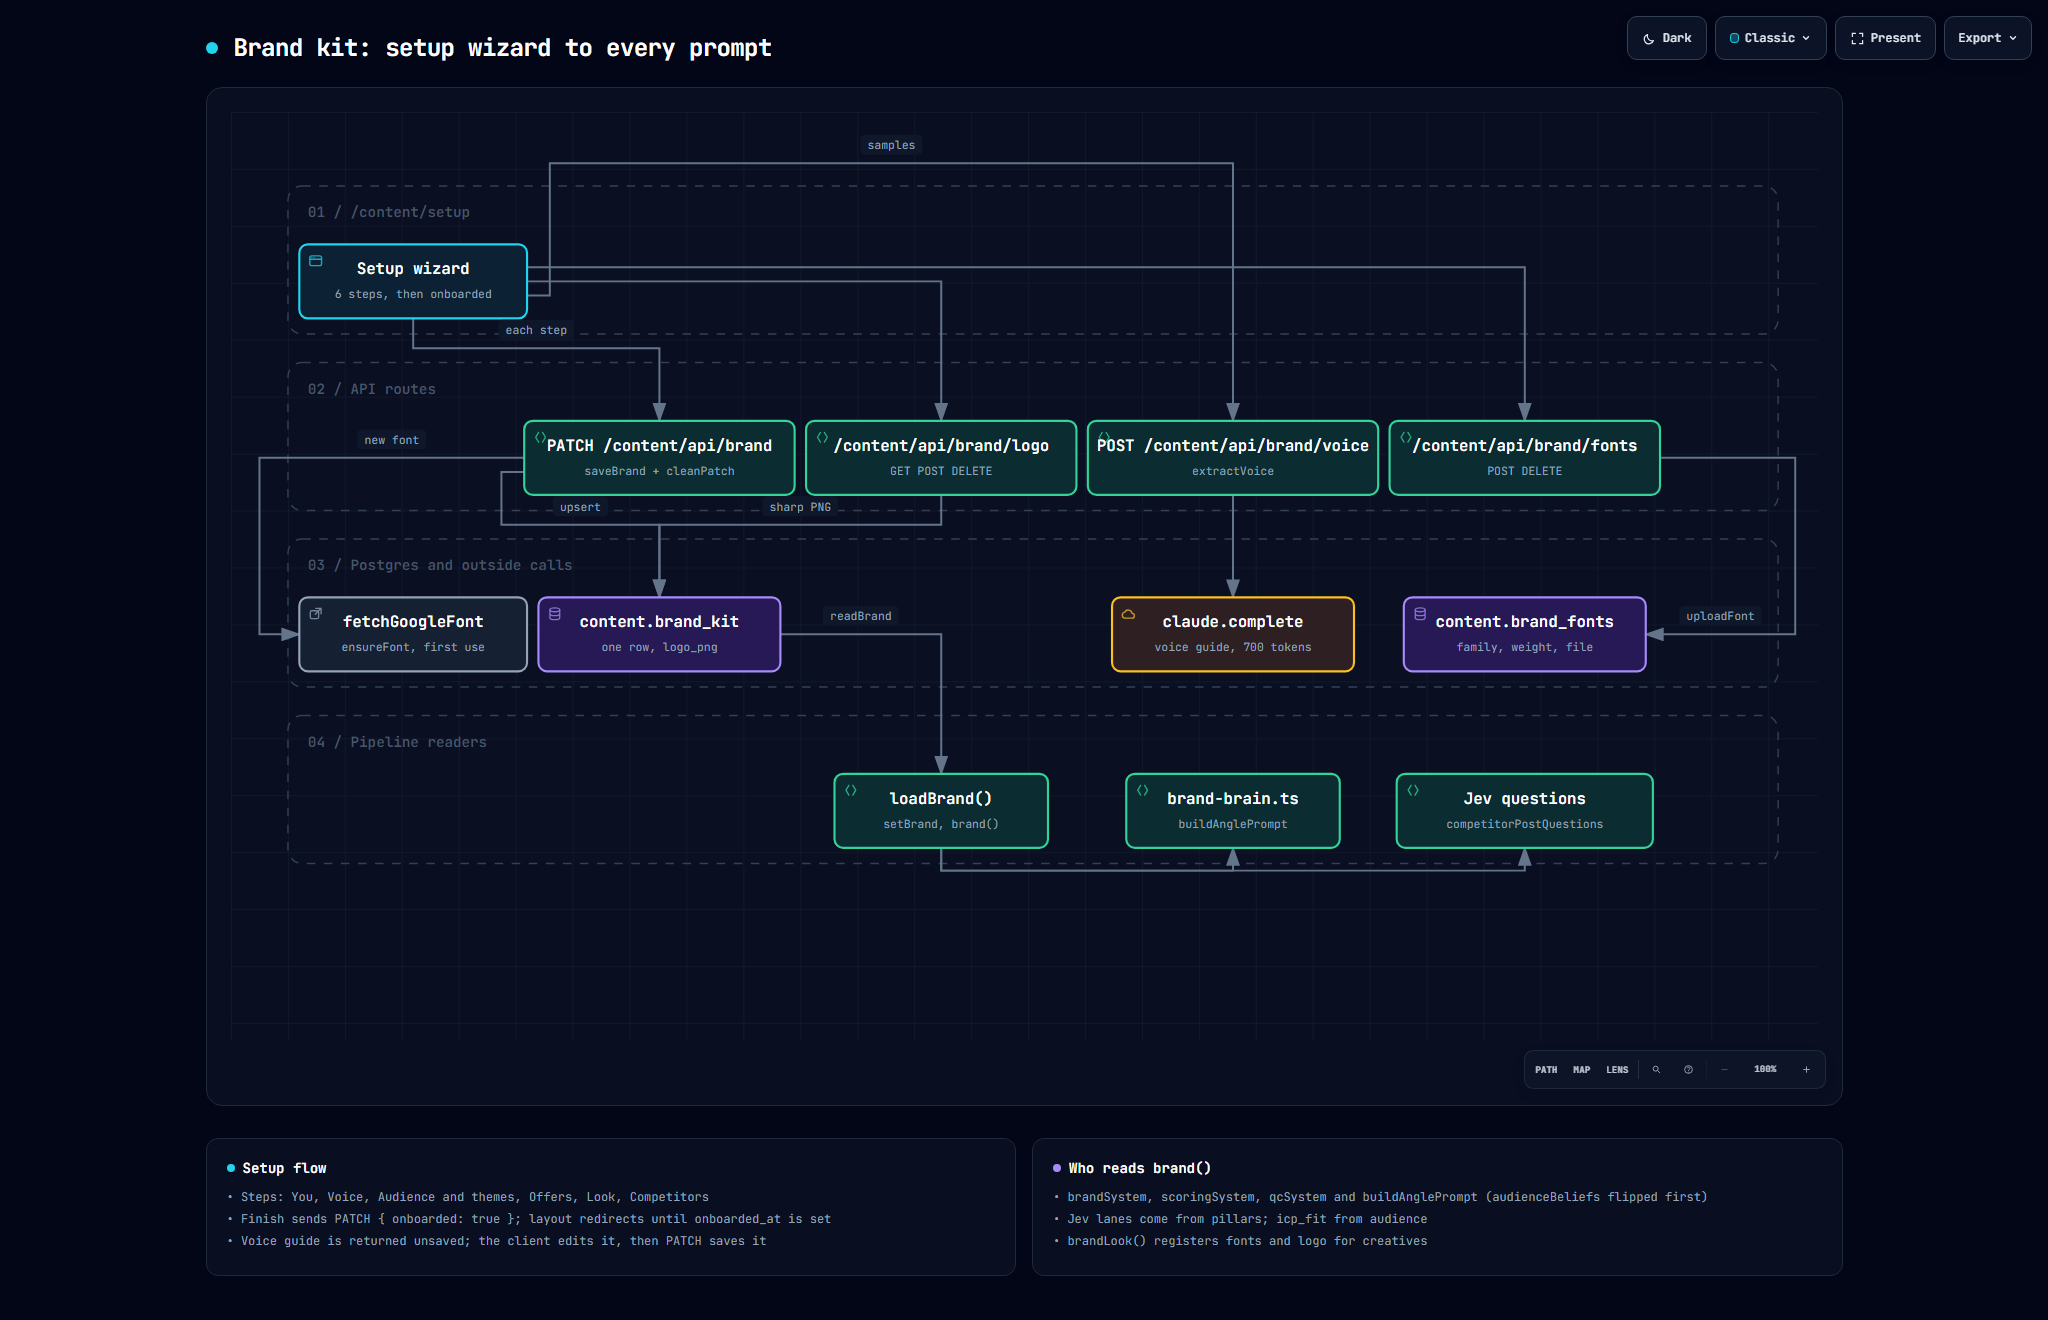 Brand kit: setup wizard to every prompt
Dark
Classic
Present
Export
samples
01 / /content/setup
Setup wizard
6 steps, then onboarded
each step
02 / API routes
new font
PATCH /content/api/brand
saveBrand + cleanPatch
/content/api/brand/logo
GET POST DELETE
POST /content/api/brand/voice
extractVoice
/content/api/brand/fonts
POST DELETE
upsert
sharp PNG
03 / Postgres and outside calls
fetchGoogleFont
ensureFont, first use
content.brand_kit
one row, logo_png
readBrand
claude.complete
voice guide, 700 tokens
content.brand_fonts
family, weight, file
uploadFont
04 / Pipeline readers
loadBrand()
setBrand, brand()
brand-brain.ts
buildAnglePrompt
Jev questions
competitorPostQuestions
PATH
MAP
LENS
100%
Setup flow
• Steps: You, Voice, Audience and themes, Offers, Look, Competitors
• Finish sends PATCH { onboarded: true }; layout redirects until onboarded_at is set
• Voice guide is returned unsaved; the client edits it, then PATCH saves it
Who reads brand()
• brandSystem, scoringSystem, qcSystem and buildAnglePrompt (audienceBeliefs flipped first)
• Jev lanes come from pillars; icp_fit from audience
• brandLook() registers fonts and logo for creatives